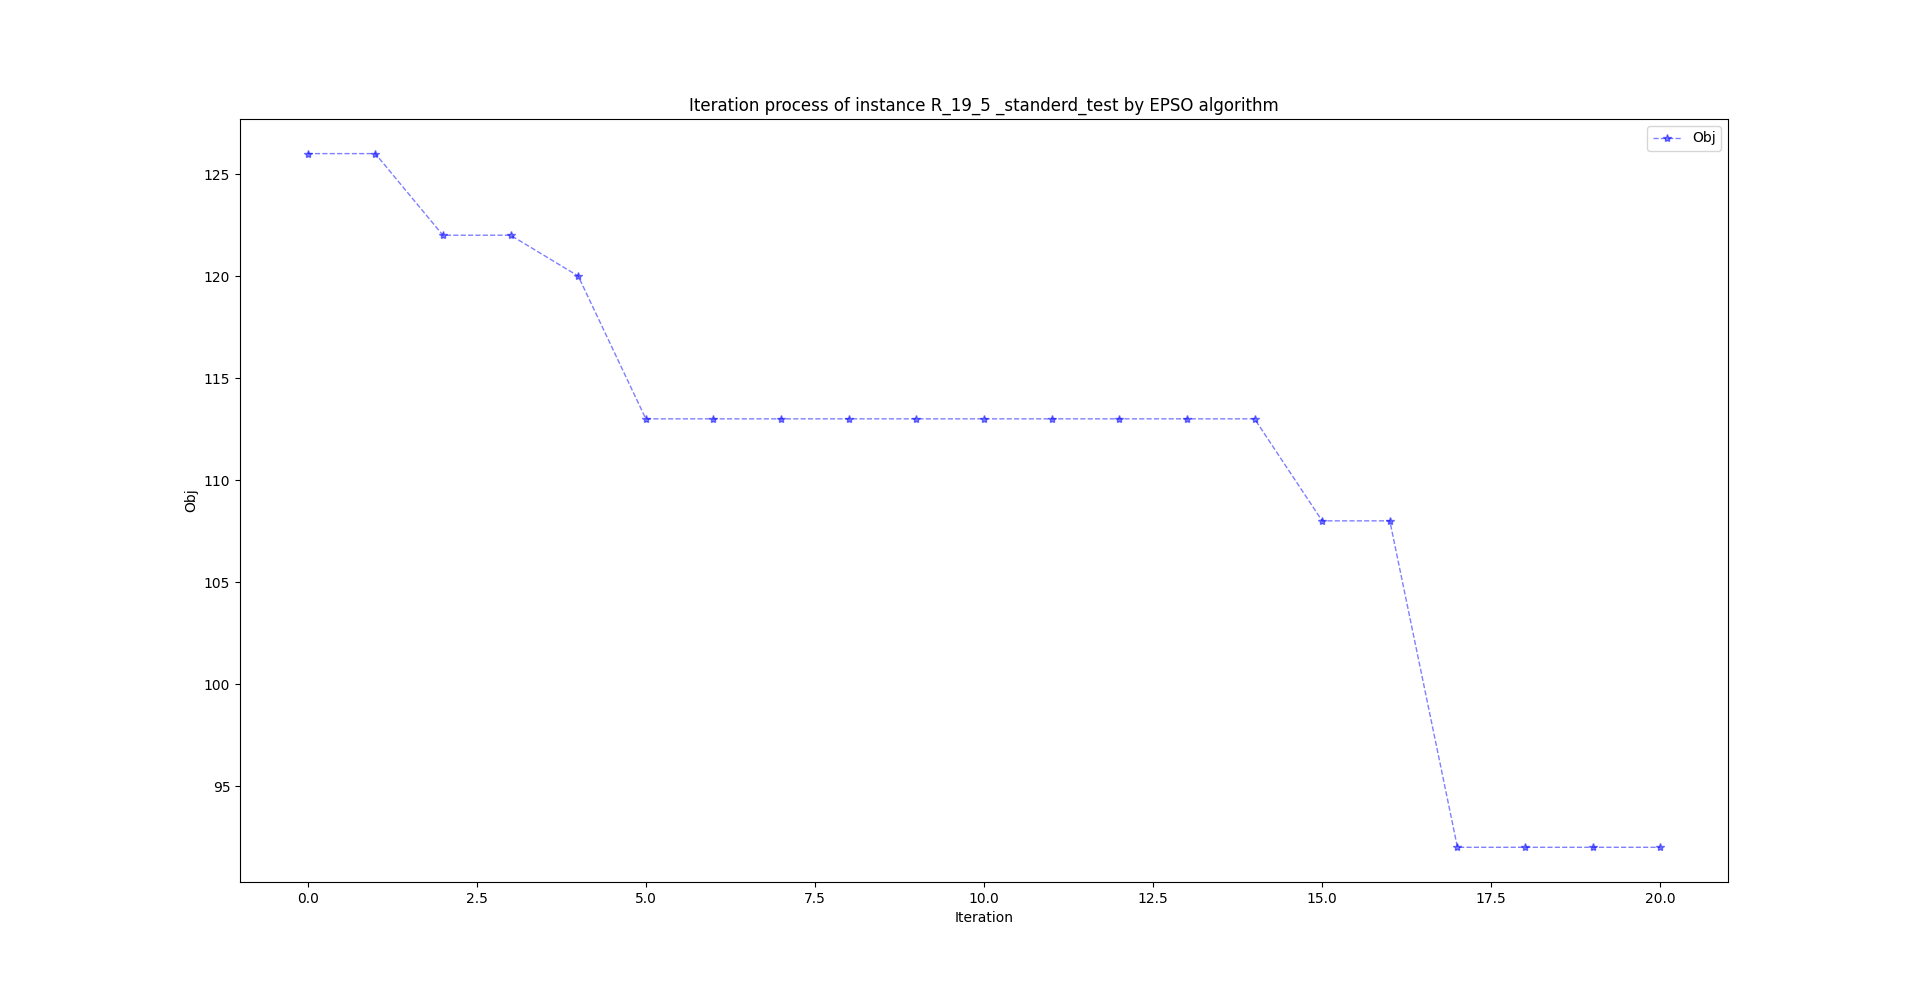 Iteration process of instance R_19_5 _standerd_test by EPSO algorithm
Obj
125
120
115
110
105
100
95
Obj
0.0 2.5 5.0 7.5 10.0 12.5 15.0 17.5 20.0
Iteration